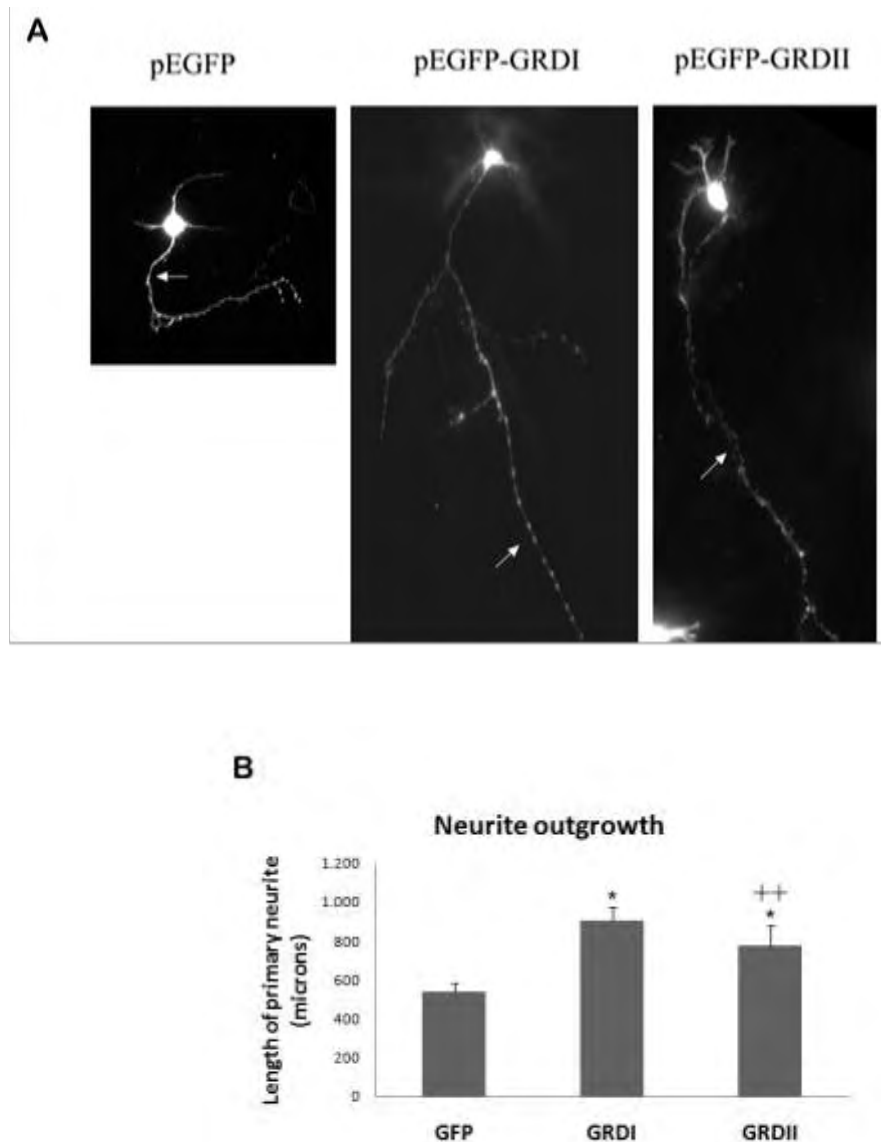 A
pEGFP pEGFP-GRDI pEGFP-GRDII
B
Neurite outgrowth
Length of primary neurite
(microns)
1.200
1.000
800
600
400
200
0
*
++
*
GFP GRDI GRDII